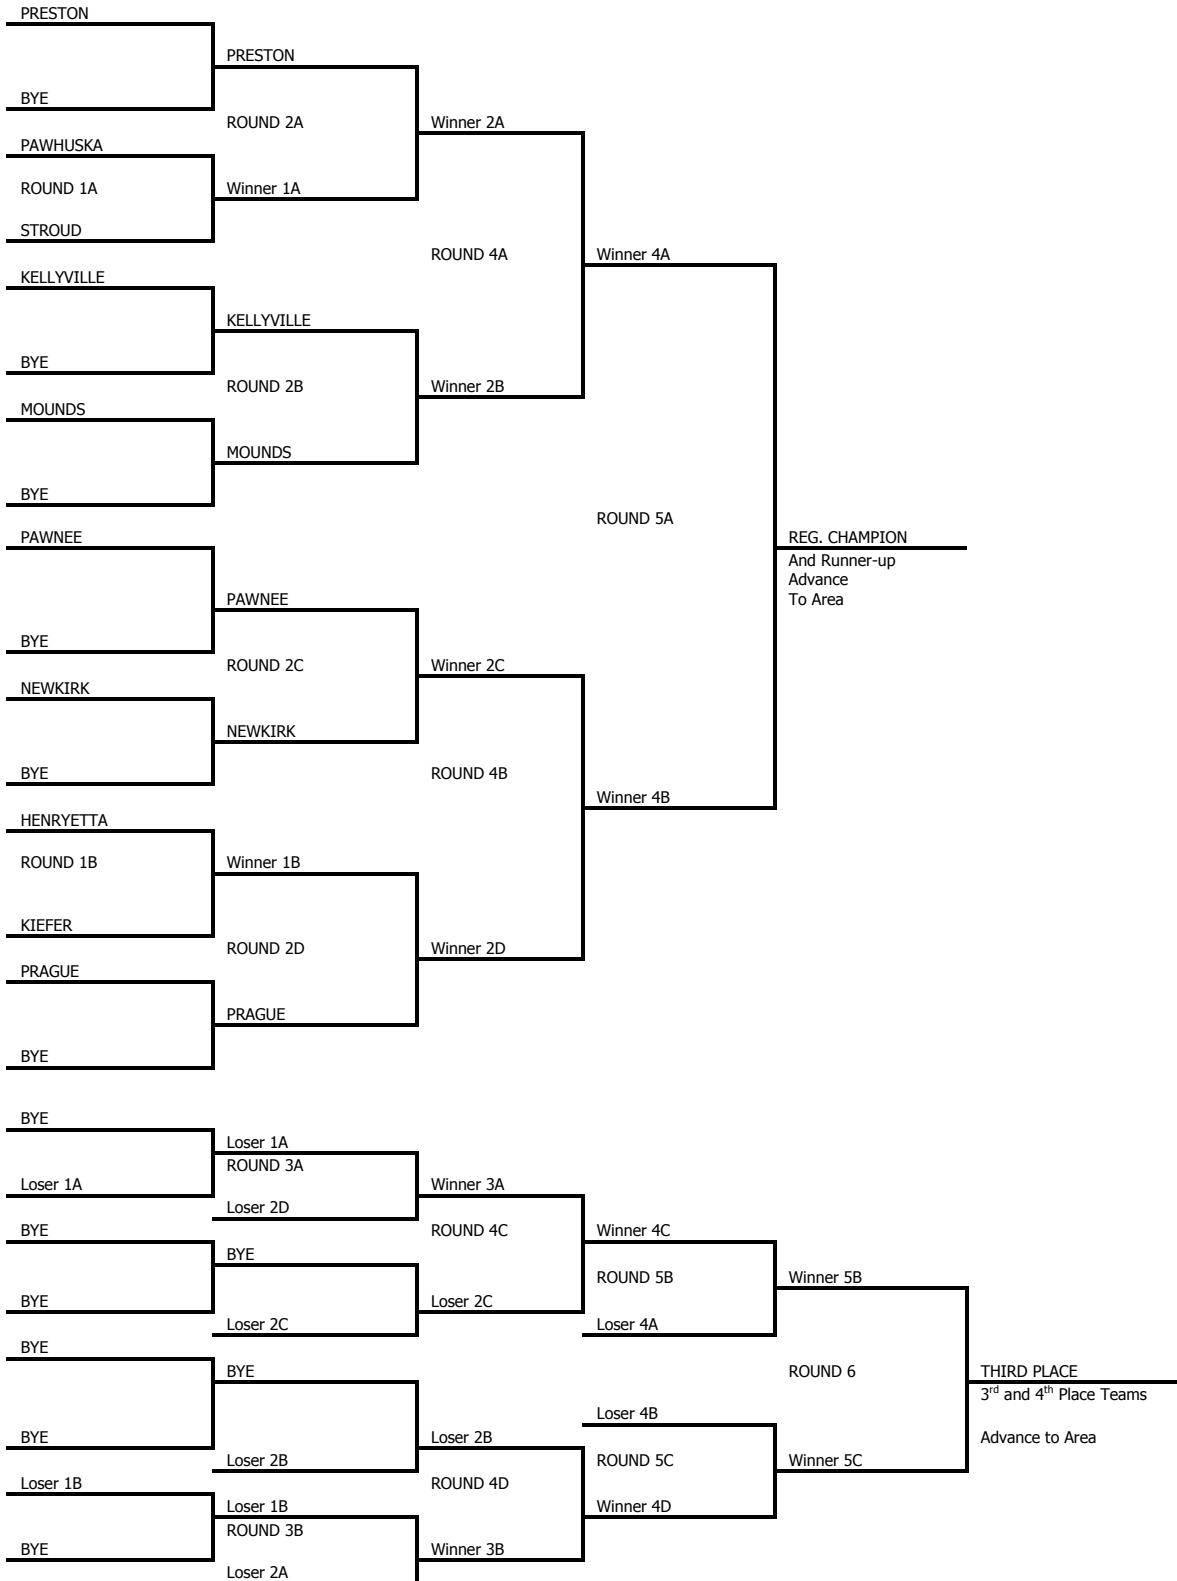 PRESTON
PRESTON
BYE
ROUND 2A
Winner 2A
PAWHUSKA
ROUND 1A
Winner 1A
STROUD
ROUND 4A
Winner 4A
KELLYVILLE
KELLYVILLE
BYE
ROUND 2B
Winner 2B
MOUNDS
MOUNDS
BYE
ROUND 5A
PAWNEE
REG. CHAMPION
And Runner-up
Advance
To Area
PAWNEE
BYE
ROUND 2C
Winner 2C
NEWKIRK
NEWKIRK
BYE
ROUND 4B
Winner 4B
HENRYETTA
ROUND 1B
Winner 1B
KIEFER
ROUND 2D
Winner 2D
PRAGUE
PRAGUE
BYE
BYE
Loser 1A
ROUND 3A
Loser 1A
Winner 3A
Loser 2D
BYE
ROUND 4C
Winner 4C
BYE
ROUND 5B
Winner 5B
BYE
Loser 2C
Loser 2C
Loser 4A
BYE
BYE
ROUND 6
THIRD PLACE
3rd and 4th Place Teams
Loser 4B
BYE
Loser 2B
Advance to Area
Loser 2B
ROUND 5C
Winner 5C
Loser 1B
ROUND 4D
Loser 1B
Winner 4D
ROUND 3B
BYE
Winner 3B
Loser 2A